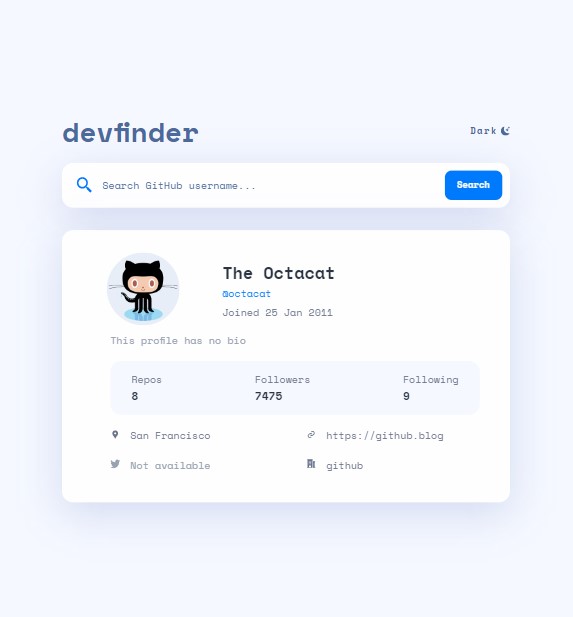 devfinder
Dark
Search GitHub username...
Search
The Octacat
@octacat
Joined 25 Jan 2011
This profile has no bio
Repos Followers Following
8 7475 9
San Francisco https://github.blog
Not available github